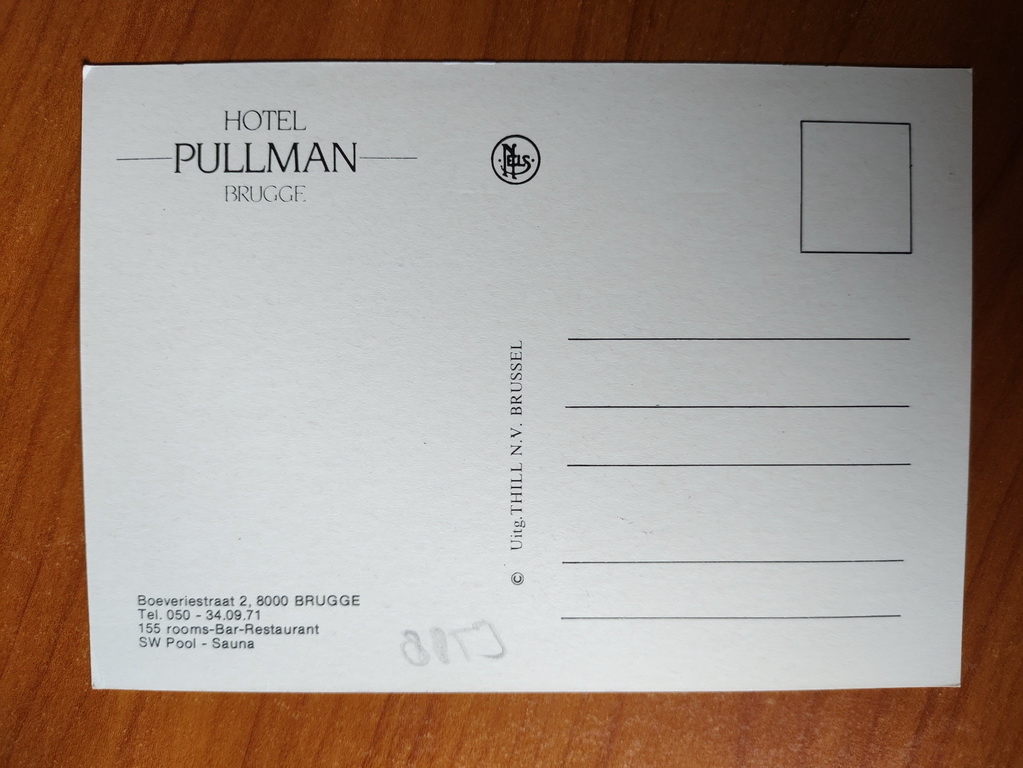 HOTEL
PULLMAN
BRUGGE
NELS
© Uitg.THILL N.V. BRUSSEL
Boeveriestraat 2, 8000 BRUGGE
Tel. 050 - 34.09.71
155 rooms-Bar-Restaurant
SW Pool - Sauna